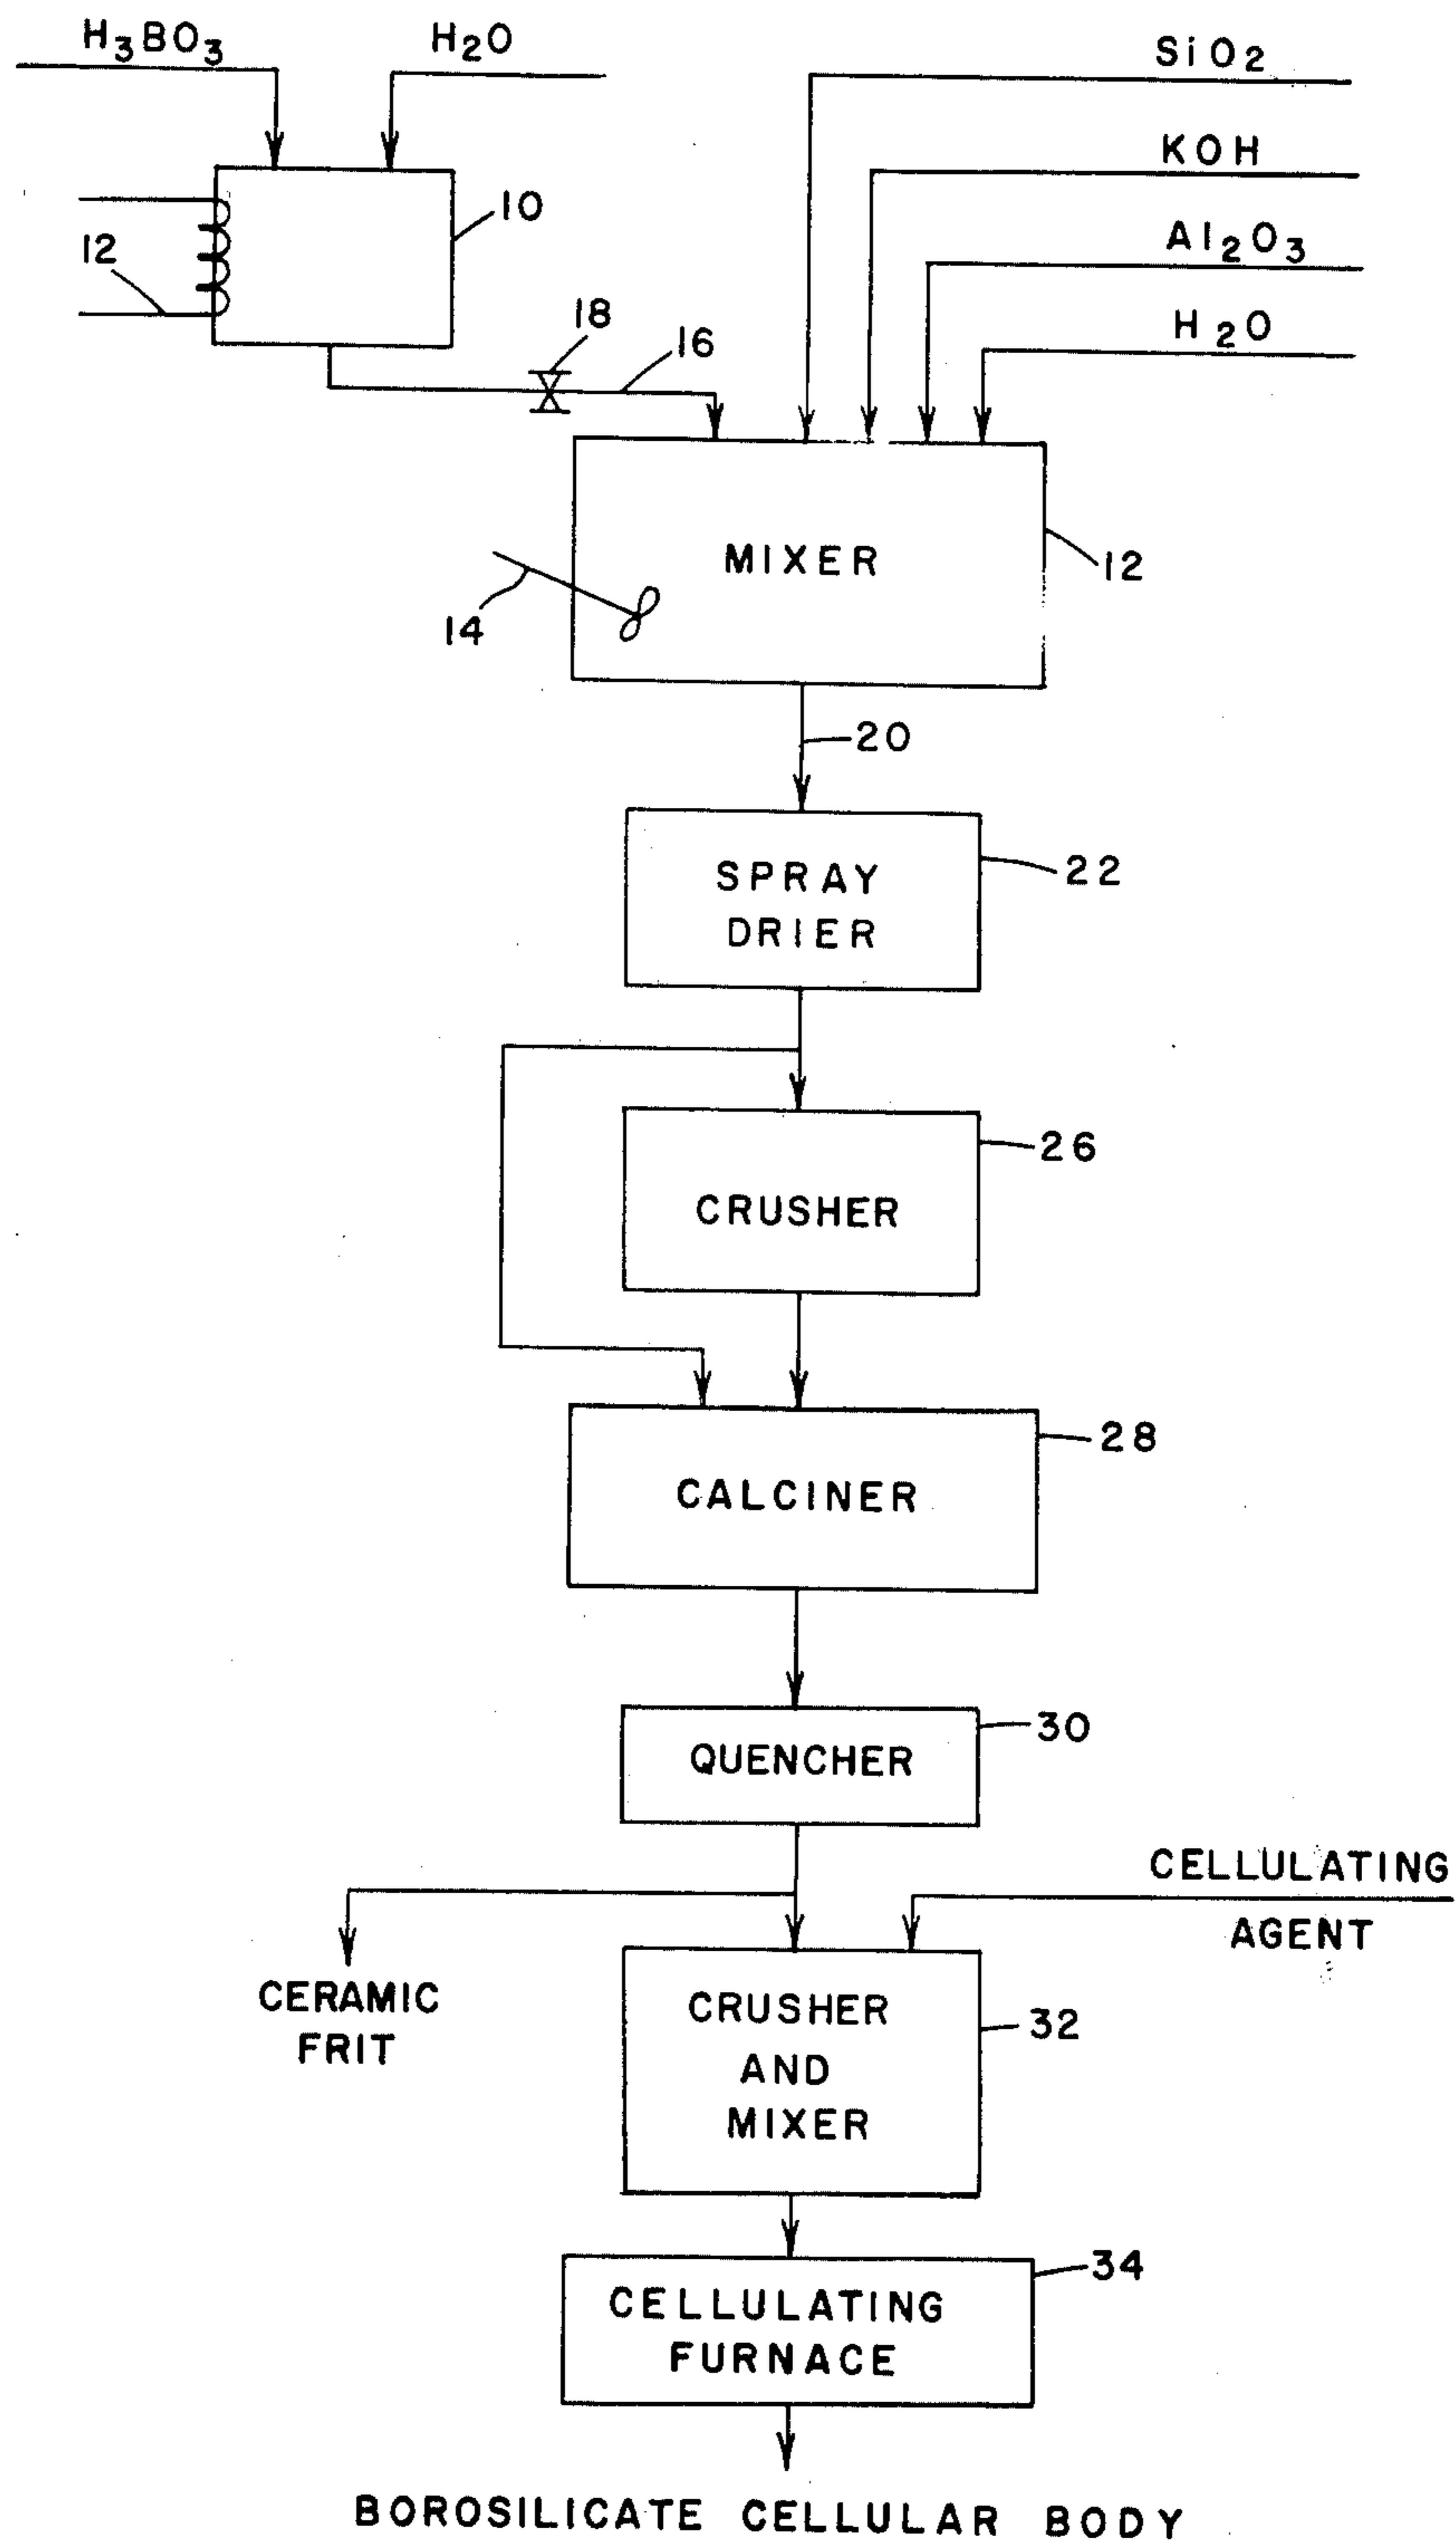 H₃BO₃
H₂O
SiO₂
KOH
Al₂O₃
H₂O
10
12
18
16
MIXER
12
14
20
SPRAY
DRIER
22
26
CRUSHER
28
CALCINER
30
QUENCHER
CELLULATING
AGENT
CERAMIC
FRIT
CRUSHER
AND
MIXER
32
34
CELLULATING
FURNACE
BOROSILICATE CELLULAR BODY